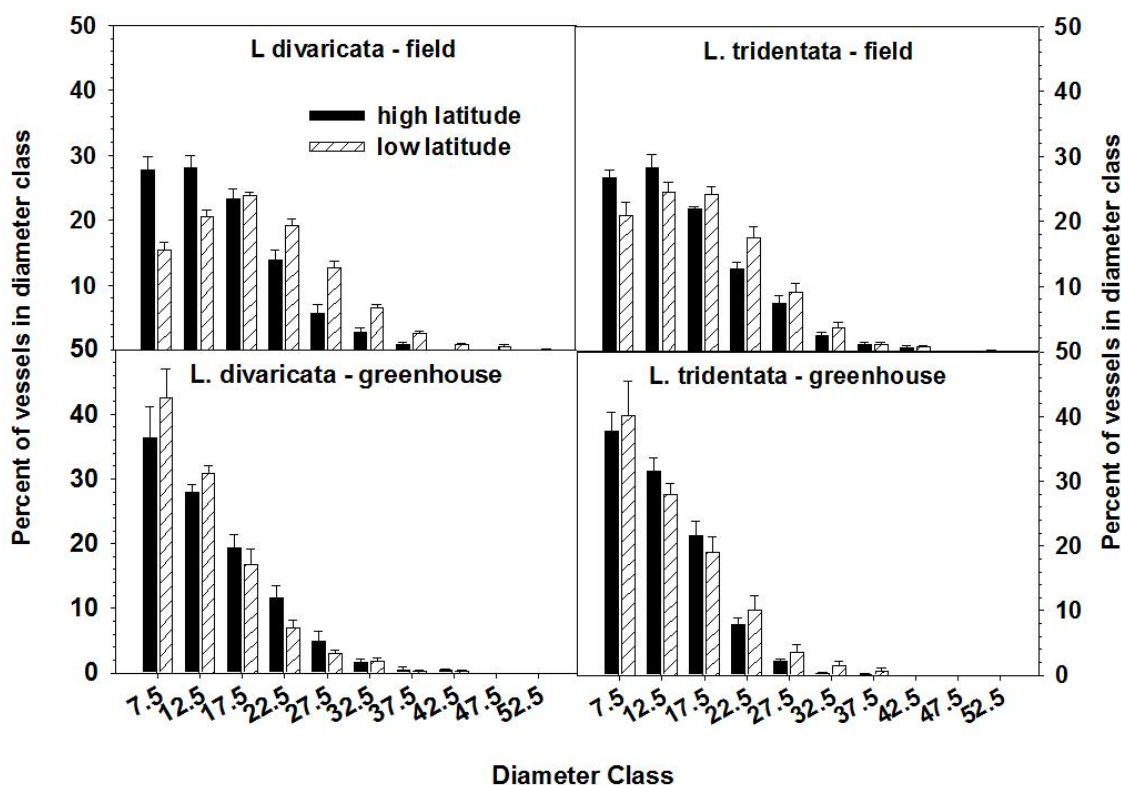 50
40
30
20
10
50
40
30
20
10
0
Percent of vessels in diameter class
L divaricata - field
high latitude
low latitude
L. tridentata - field
50
40
30
20
10
50
40
30
20
10
0
Percent of vessels in diameter class
L. divaricata - greenhouse
L. tridentata - greenhouse
7.5 12.5 17.5 22.5 27.5 32.5 37.5 42.5 47.5 52.5
7.5 12.5 17.5 22.5 27.5 32.5 37.5 42.5 47.5 52.5
Diameter Class